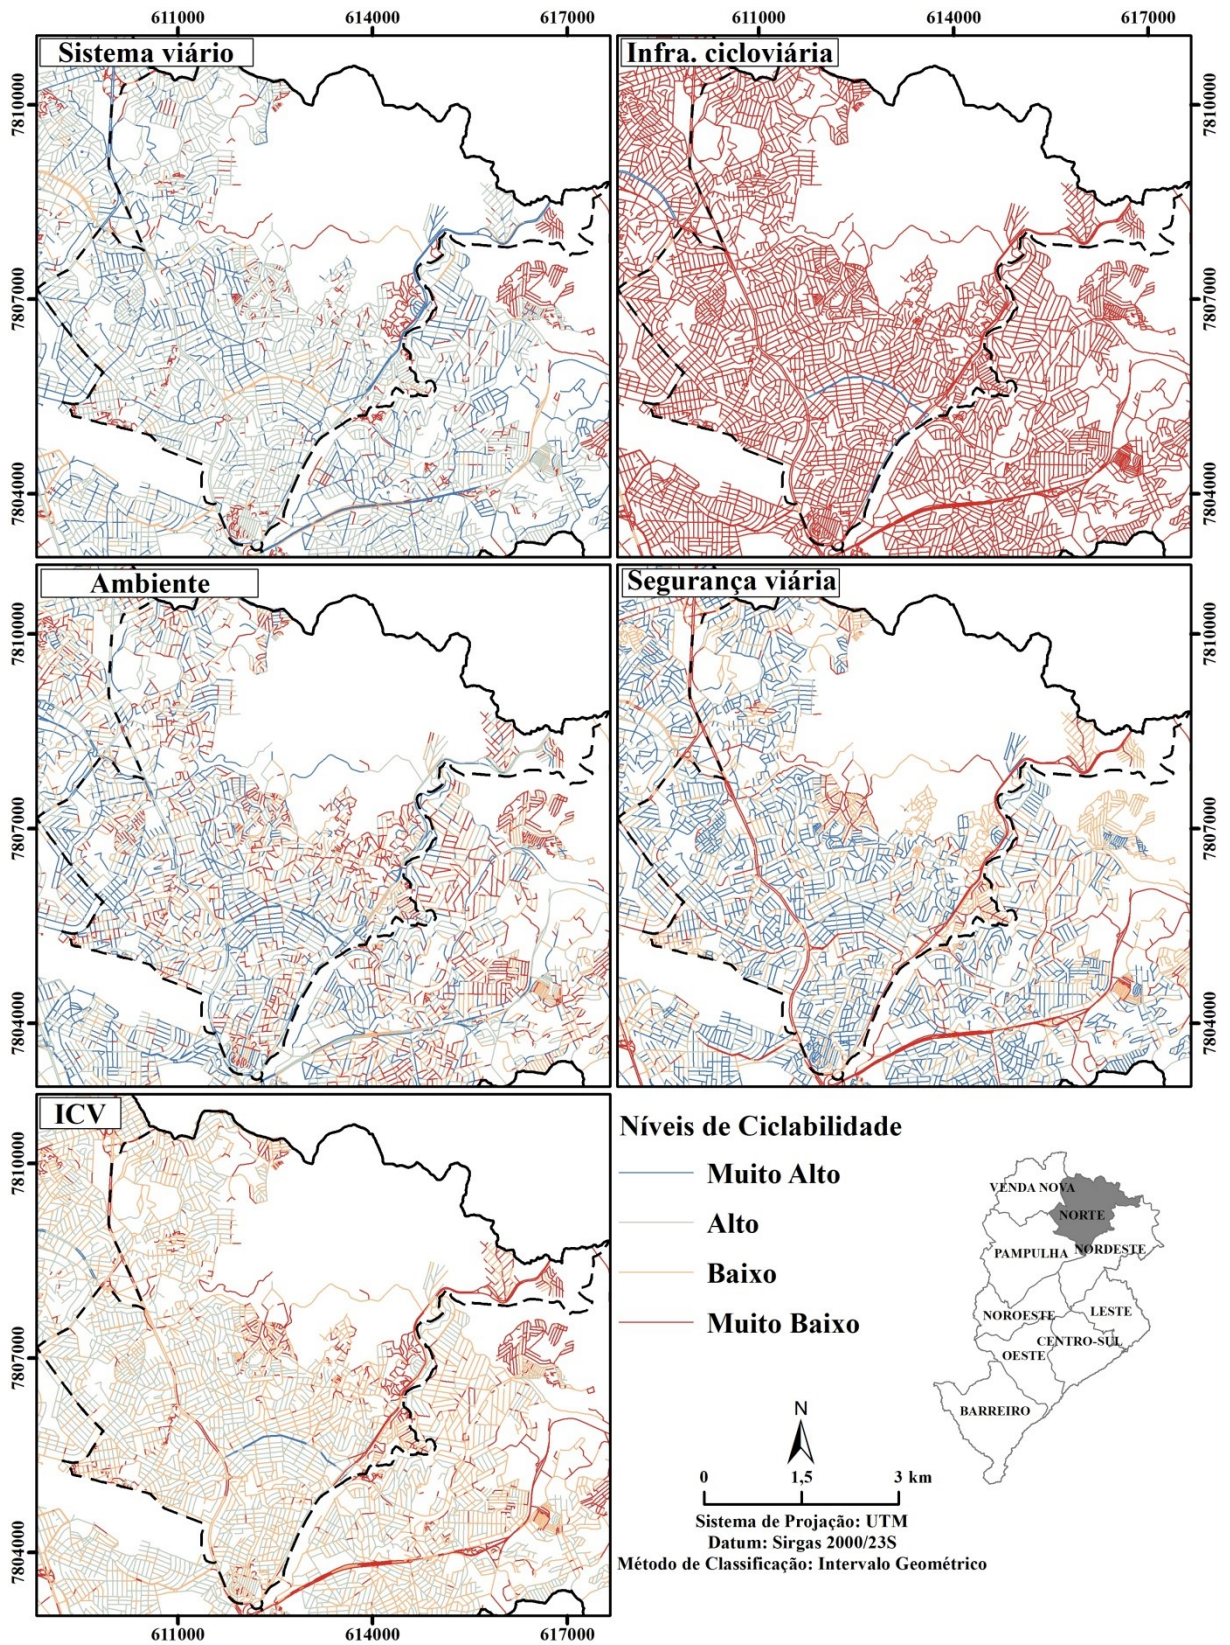 611000 614000 617000 611000 614000 617000
Sistema viário
Infra. cicloviária
7810000
7807000
7804000
7810000
7807000
7804000
Ambiente
Segurança viária
7810000
7807000
7804000
7810000
7807000
7804000
ICV
7810000
7807000
7804000
611000 614000 617000
Níveis de Ciclabilidade
Muito Alto
Alto
Baixo
Muito Baixo
VENDA NOVA
NORTE
PAMPULHA
NORDESTE
NOROESTE
LESTE
CENTRO-SUL
OESTE
BARREIRO
N
0 1,5 3 km
Sistema de Projação: UTM
Datum: Sirgas 2000/23S
Método de Classificação: Intervalo Geométrico